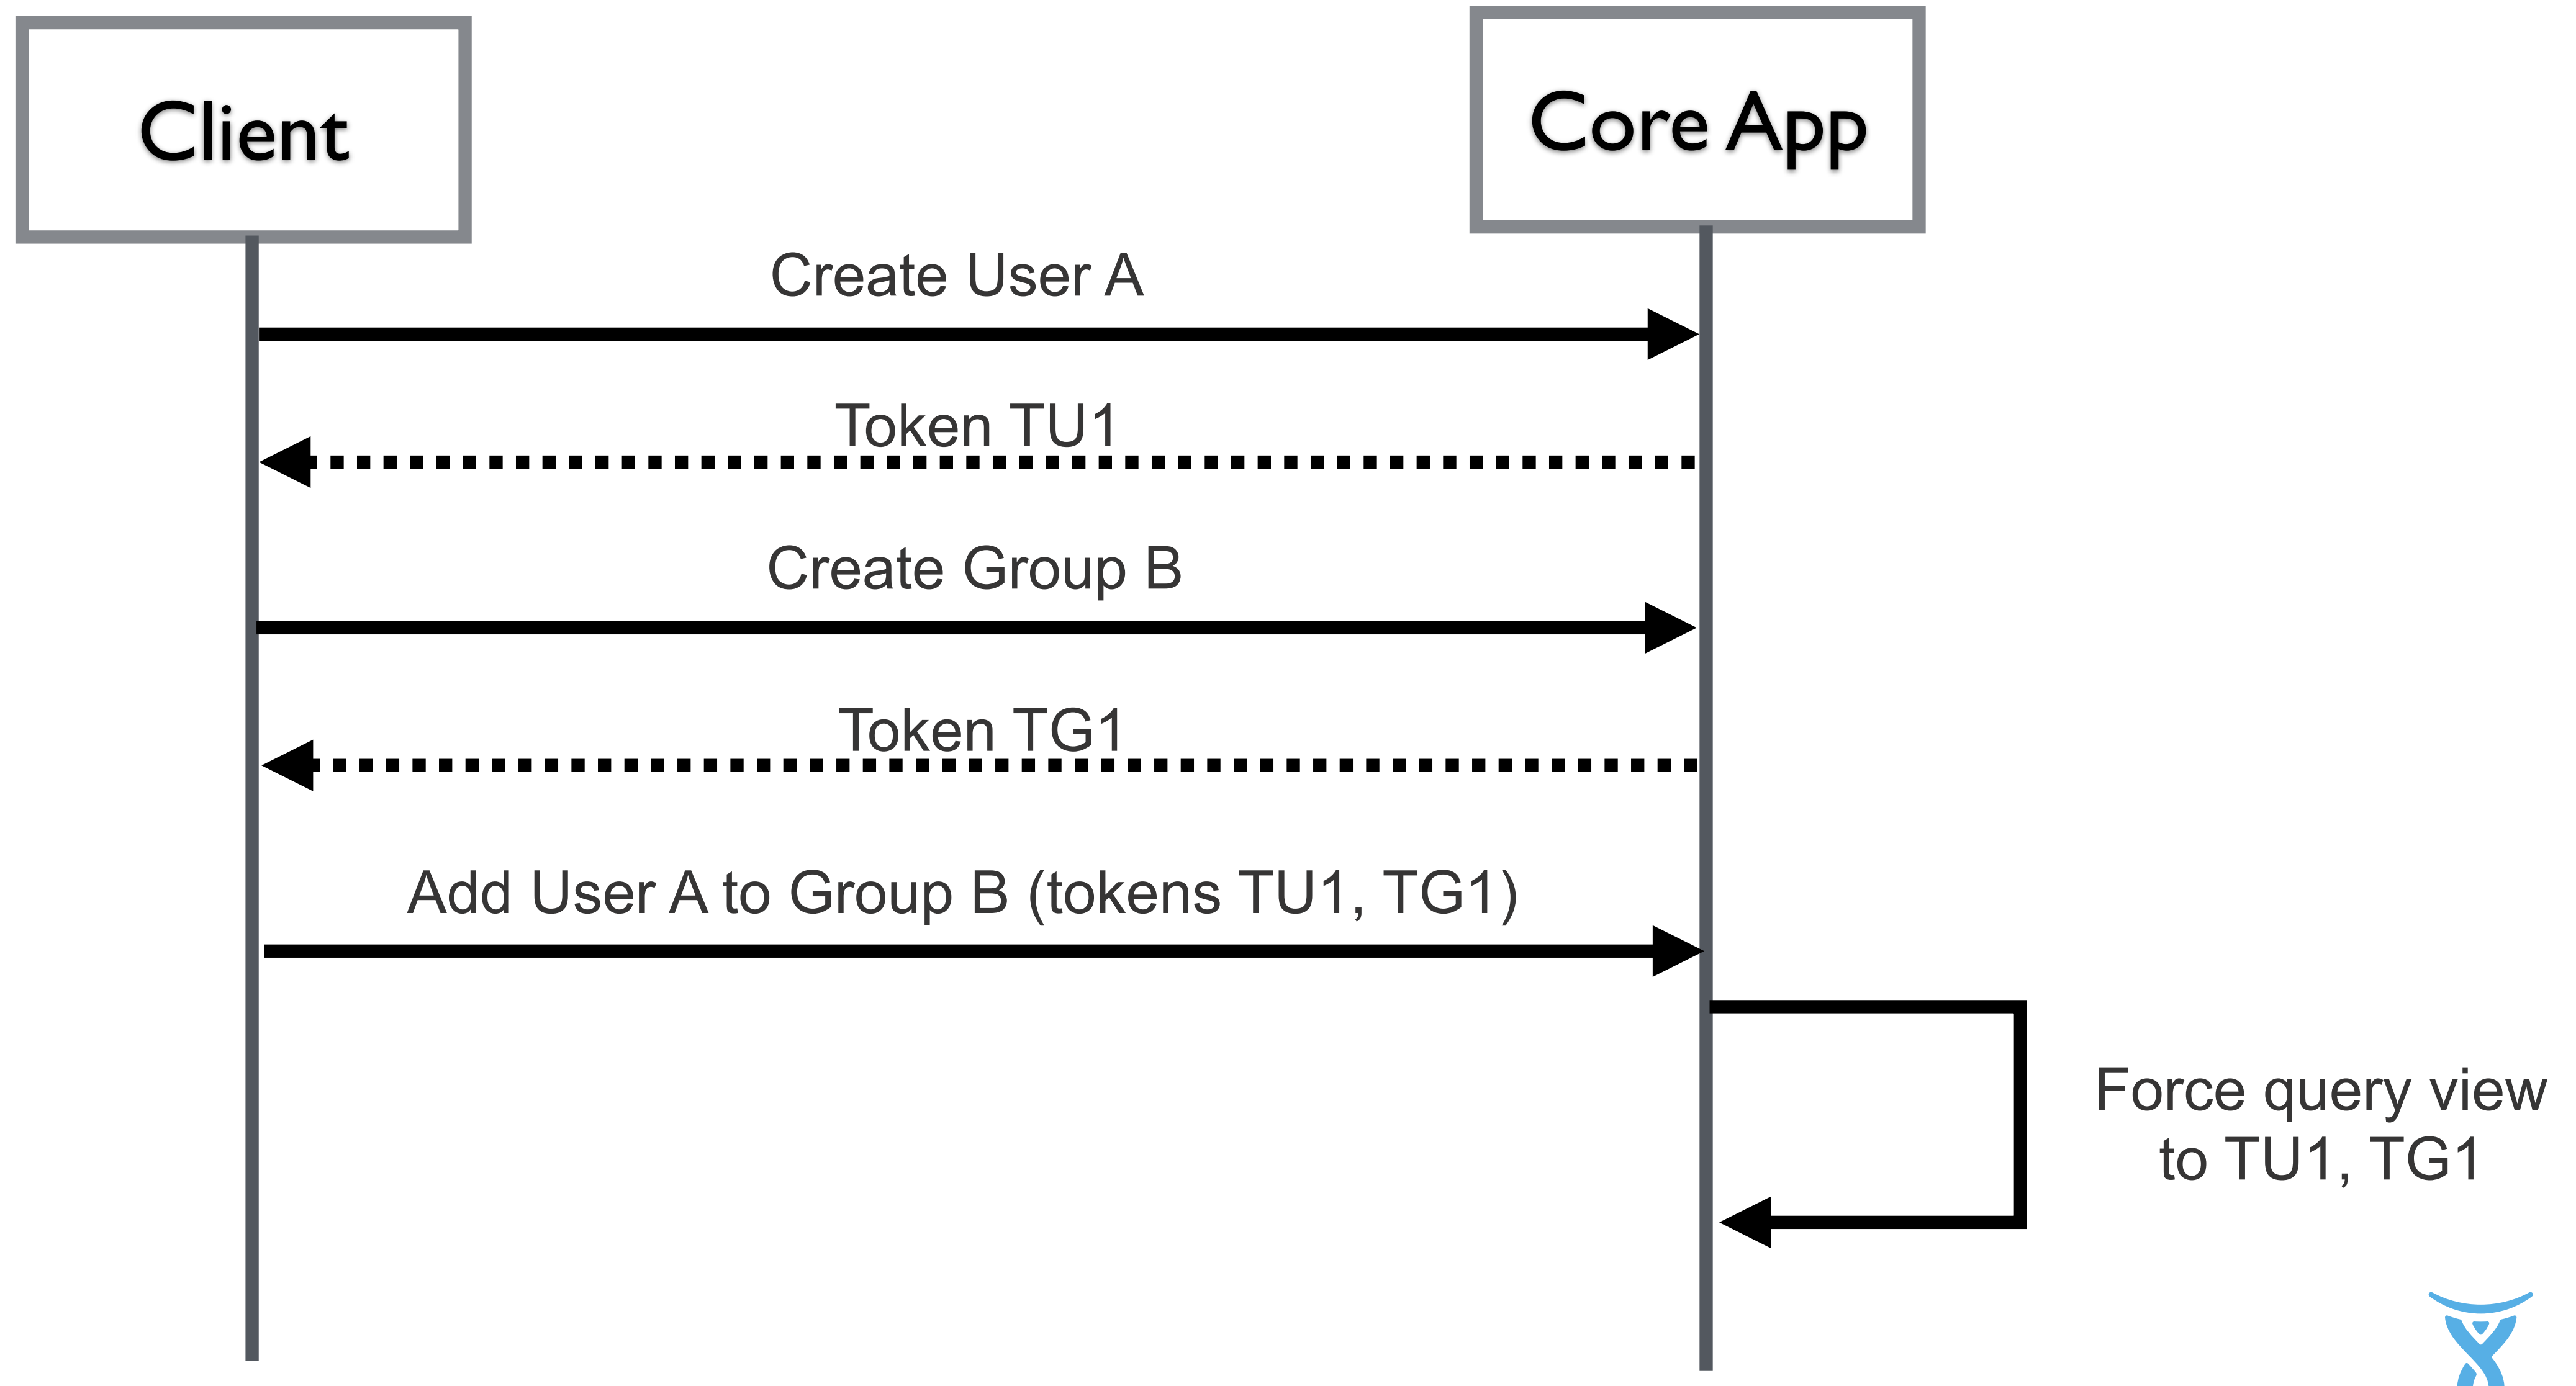 Client
Core App
Create User A
Token TU1
Create Group B
Token TG1
Add User A to Group B (tokens TU1, TG1)
Force query view
to TU1, TG1